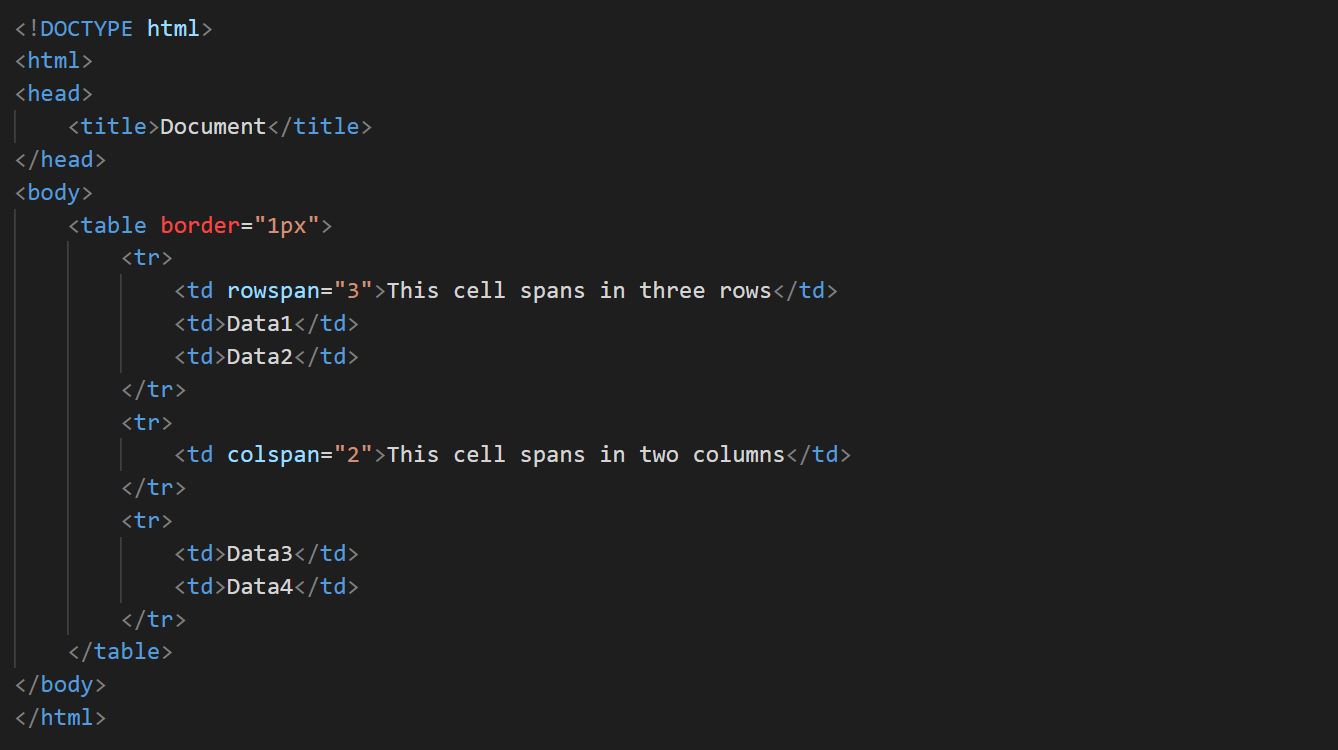 <!DOCTYPE html>
<html>
<head>
    <title>Document</title>
</head>
<body>
    <table border="1px">
        <tr>
            <td rowspan="3">This cell spans in three rows</td>
            <td>Data1</td>
            <td>Data2</td>
        </tr>
        <tr>
            <td colspan="2">This cell spans in two columns</td>
        </tr>
        <tr>
            <td>Data3</td>
            <td>Data4</td>
        </tr>
    </table>
</body>
</html>